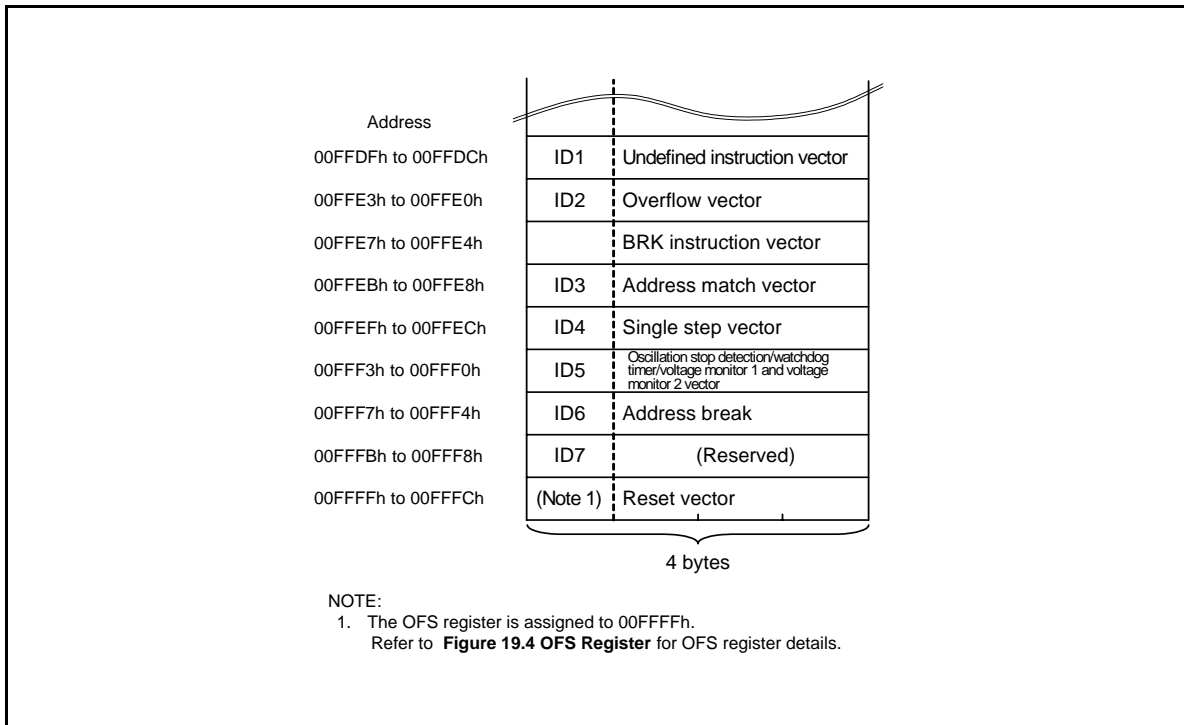 Address
00FFDFh to 00FFDCh ID1 Undefined instruction vector
00FFE3h to 00FFE0h ID2 Overflow vector
00FFE7h to 00FFE4h BRK instruction vector
00FFEBh to 00FFE8h ID3 Address match vector
00FFEFh to 00FFECh ID4 Single step vector
00FFF3h to 00FFF0h ID5 Oscillation stop detection/watchdog
timer/voltage monitor 1 and voltage
monitor 2 vector
00FFF7h to 00FFF4h ID6 Address break
00FFFBh to 00FFF8h ID7 (Reserved)
00FFFFh to 00FFFCh (Note 1) Reset vector
4 bytes
NOTE:
1. The OFS register is assigned to 00FFFFh.
Refer to Figure 19.4 OFS Register for OFS register details.